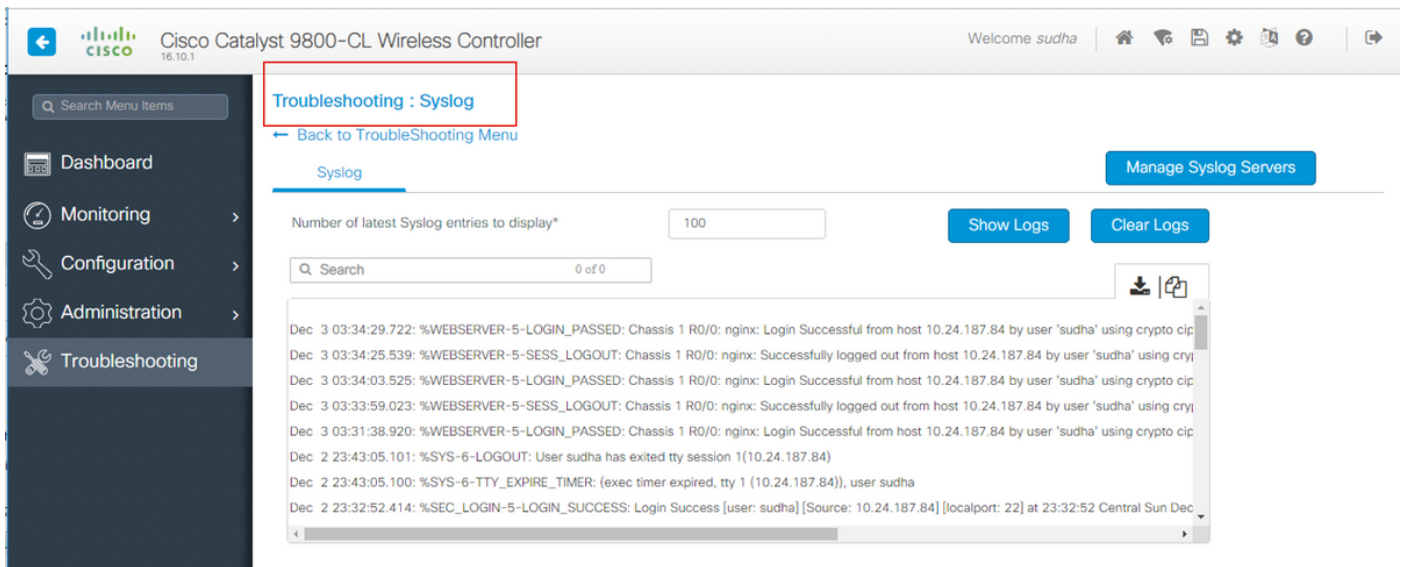 CISCO
Cisco Catalyst 9800-CL Wireless Controller
16.10.1
Welcome sudha
Search Menu Items
Dashboard
Monitoring
Configuration
Administration
Troubleshooting
Troubleshooting : Syslog
← Back to TroubleShooting Menu
Syslog
Manage Syslog Servers
Number of latest Syslog entries to display*
100
Show Logs
Clear Logs
Search
0 of 0
Dec 3 03:34:29.722: %WEBSERVER-5-LOGIN_PASSED: Chassis 1 R0/0: nginx: Login Successful from host 10.24.187.84 by user 'sudha' using crypto cip
Dec 3 03:34:25.539: %WEBSERVER-5-SESS_LOGOUT: Chassis 1 R0/0: nginx: Successfully logged out from host 10.24.187.84 by user 'sudha' using cry
Dec 3 03:34:03.525: %WEBSERVER-5-LOGIN_PASSED: Chassis 1 R0/0: nginx: Login Successful from host 10.24.187.84 by user 'sudha' using crypto cip
Dec 3 03:33:59.023: %WEBSERVER-5-SESS_LOGOUT: Chassis 1 R0/0: nginx: Successfully logged out from host 10.24.187.84 by user 'sudha' using cry
Dec 3 03:31:38.920: %WEBSERVER-5-LOGIN_PASSED: Chassis 1 R0/0: nginx: Login Successful from host 10.24.187.84 by user 'sudha' using crypto cip
Dec 2 23:43:05.101: %SYS-6-LOGOUT: User sudha has exited tty session 1(10.24.187.84)
Dec 2 23:43:05.100: %SYS-6-TTY_EXPIRE_TIMER: (exec timer expired, tty 1 (10.24.187.84)), user sudha
Dec 2 23:32:52.414: %SEC_LOGIN-5-LOGIN_SUCCESS: Login Success [user: sudha] [Source: 10.24.187.84] [localport: 22] at 23:32:52 Central Sun Dec